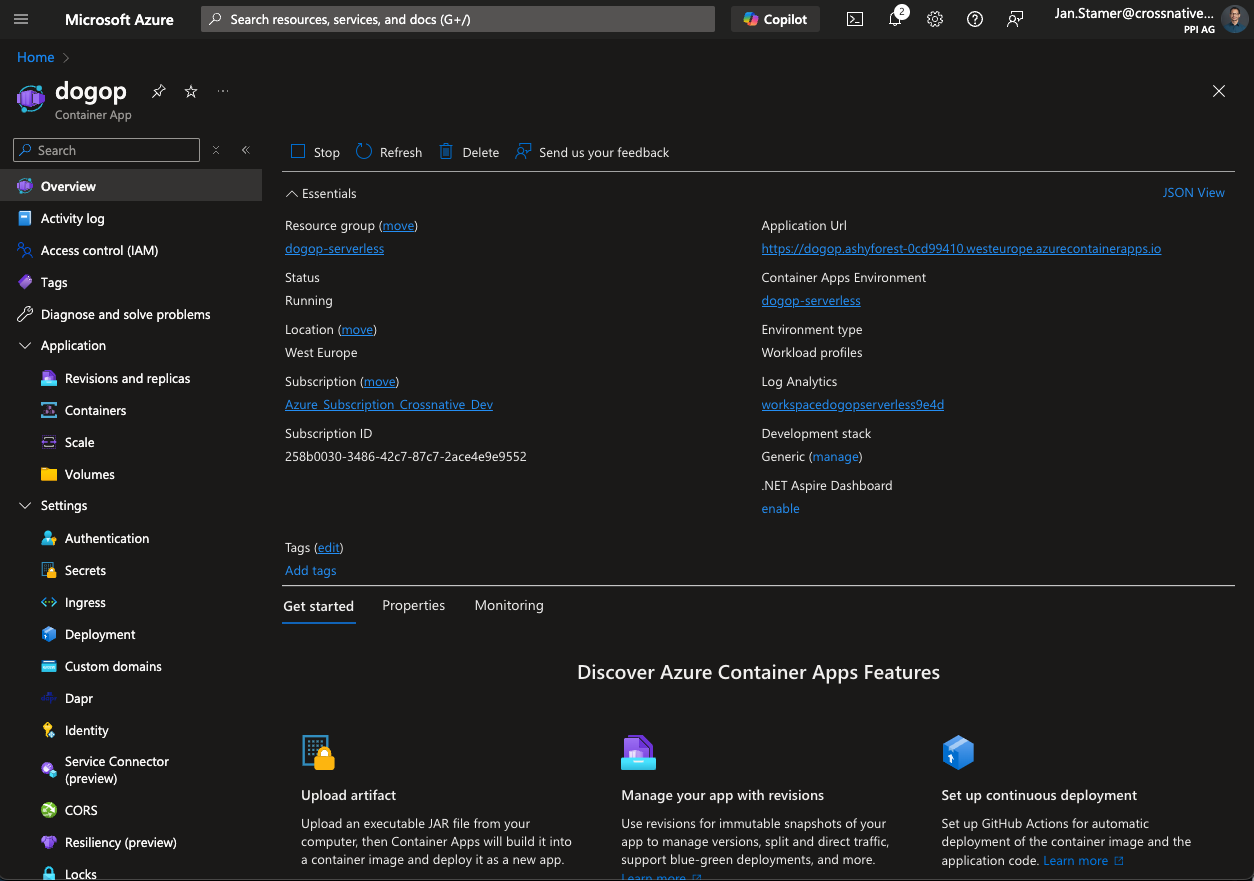 Microsoft Azure
Search resources, services, and docs (G+/)
Copilot
2
Jan.Stamer@crossnative...
PPI AG
Home
dogop
Container App
Search
Overview
Activity log
Access control (IAM)
Tags
Diagnose and solve problems
Application
Revisions and replicas
Containers
Scale
Volumes
Settings
Authentication
Secrets
Ingress
Deployment
Custom domains
Dapr
Identity
Service Connector
(preview)
CORS
Resiliency (preview)
Locks
Stop Refresh Delete Send us your feedback
Essentials
JSON View
Resource group (move)
dogop-serverless
Status
Running
Location (move)
West Europe
Subscription (move)
Azure_Subscription_Crossnative_Dev
Subscription ID
258b0030-3486-42c7-87c7-2ace4e9e9552
Application Url
https://dogop.ashyforest-0cd99410.westeurope.azurecontainerapps.io
Container Apps Environment
dogop-serverless
Environment type
Workload profiles
Log Analytics
workspacedogopserverless9e4d
Development stack
Generic (manage)
.NET Aspire Dashboard
enable
Tags (edit)
Add tags
Get started Properties Monitoring
Discover Azure Container Apps Features
Upload artifact
Upload an executable JAR file from your
computer, then Container Apps will build it into
a container image and deploy it as a new app.
Manage your app with revisions
Use revisions for immutable snapshots of your
app to manage versions, split and direct traffic,
support blue-green deployments, and more.
Learn more
Set up continuous deployment
Set up GitHub Actions for automatic
deployment of the container image and the
application code. Learn more